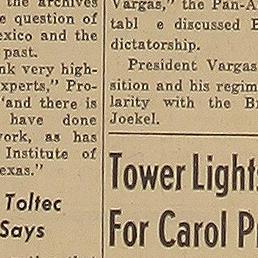 the archives
e question of
exico and the
past.
nk very high-
xperts," Pro-
"and there is
have done
work, as has
Institute of
exas."
Toltec
Says
Vargas," the Pan-A
tabl e discussed B
dictatorship.
President Vargas
sition and his regim
larity with the Br
Joekel.
Tower Lights
For Carol Pr